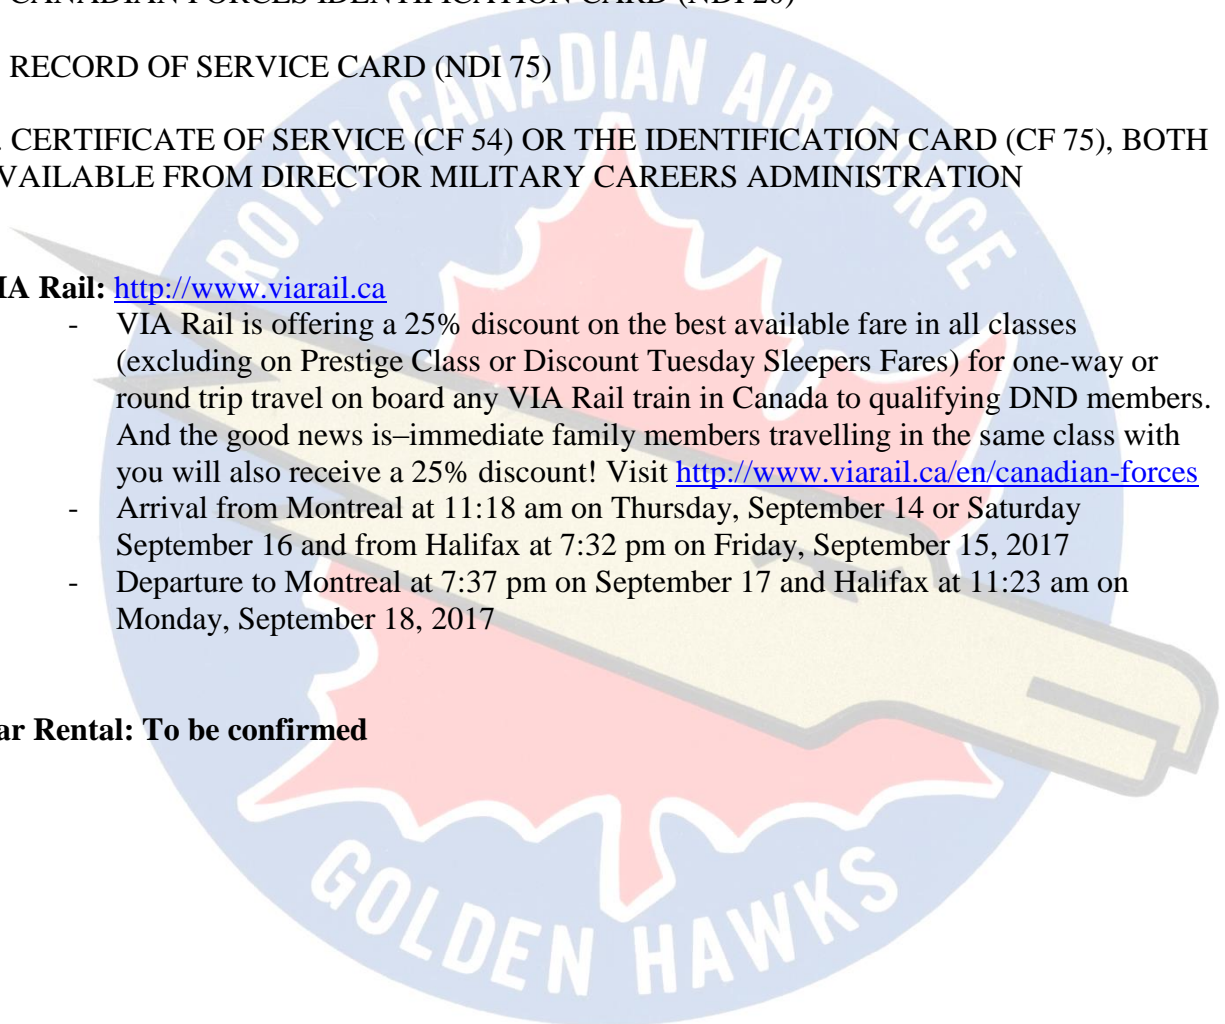 CANADIAN FORCES IDENTIFICATION CARD (NDI 20)
RECORD OF SERVICE CARD (NDI 75)
. CERTIFICATE OF SERVICE (CF 54) OR THE IDENTIFICATION CARD (CF 75), BOTH
VAILABLE FROM DIRECTOR MILITARY CAREERS ADMINISTRATION
IA Rail: http://www.viarail.ca
- VIA Rail is offering a 25% discount on the best available fare in all classes
(excluding on Prestige Class or Discount Tuesday Sleepers Fares) for one-way or
round trip travel on board any VIA Rail train in Canada to qualifying DND members.
And the good news is–immediate family members travelling in the same class with
you will also receive a 25% discount! Visit http://www.viarail.ca/en/canadian-forces
- Arrival from Montreal at 11:18 am on Thursday, September 14 or Saturday
September 16 and from Halifax at 7:32 pm on Friday, September 15, 2017
- Departure to Montreal at 7:37 pm on September 17 and Halifax at 11:23 am on
Monday, September 18, 2017
ar Rental: To be confirmed
ROYAL CANADIAN AIR FORCE
GOLDEN HAWKS